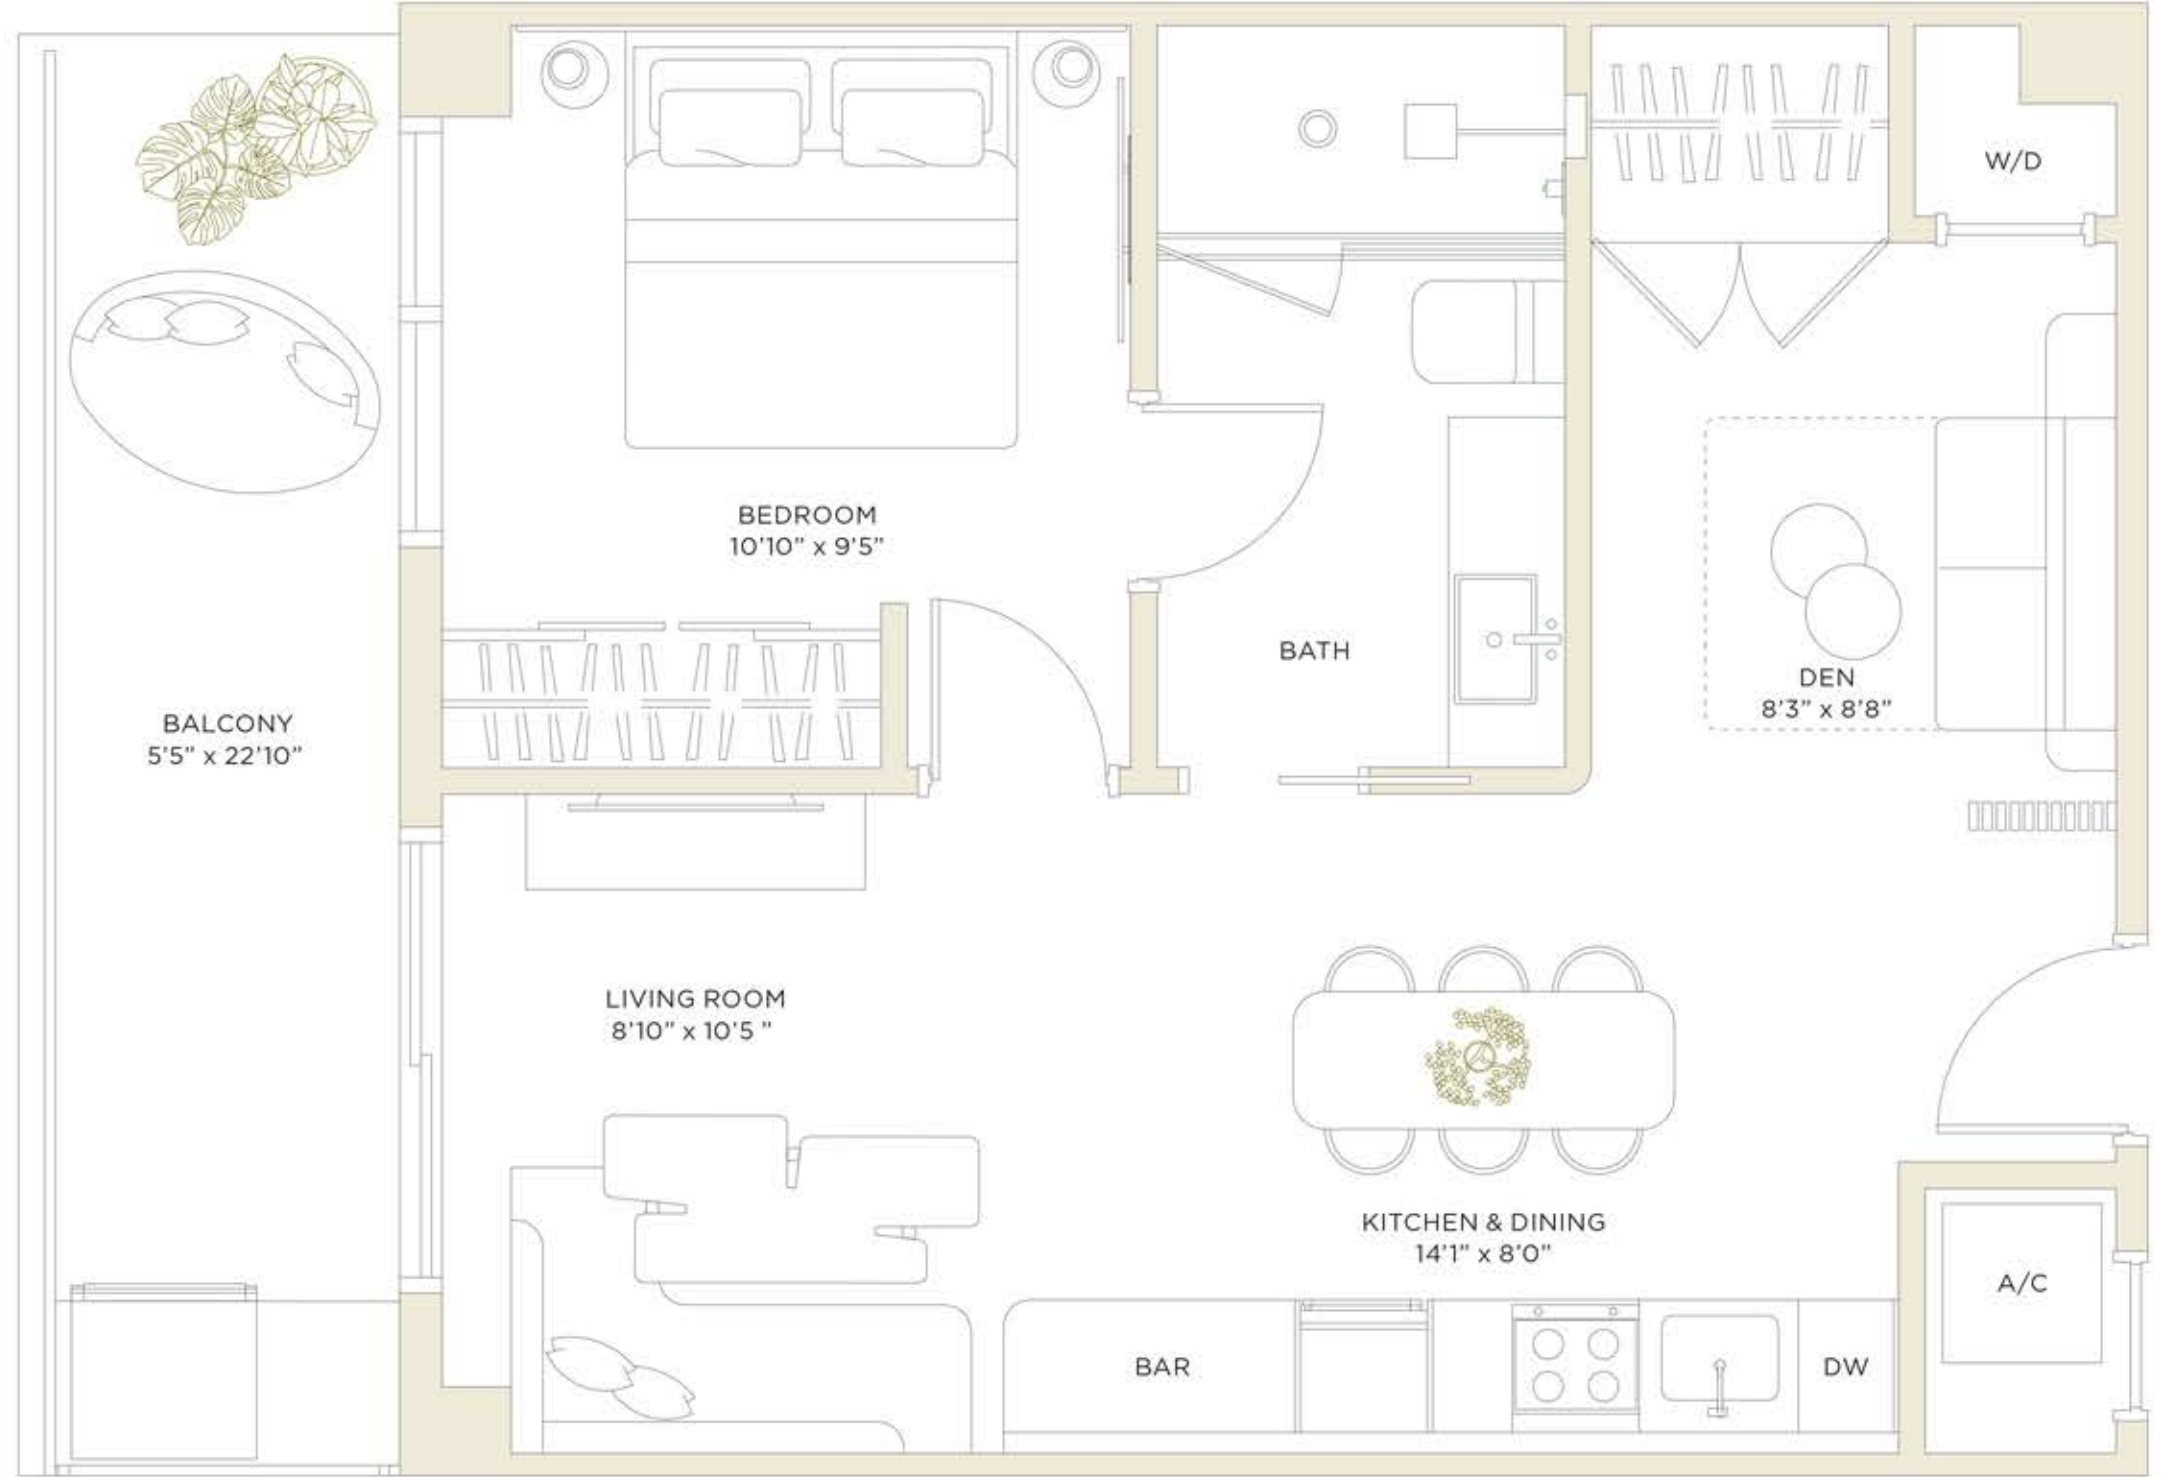 W/D
BEDROOM
10'10" x 9'5"
BATH
DEN
8'3" x 8'8"
BALCONY
5'5" x 22'10"
LIVING ROOM
8'10" x 10'5 "
KITCHEN & DINING
14'1" x 8'0"
A/C
BAR
DW